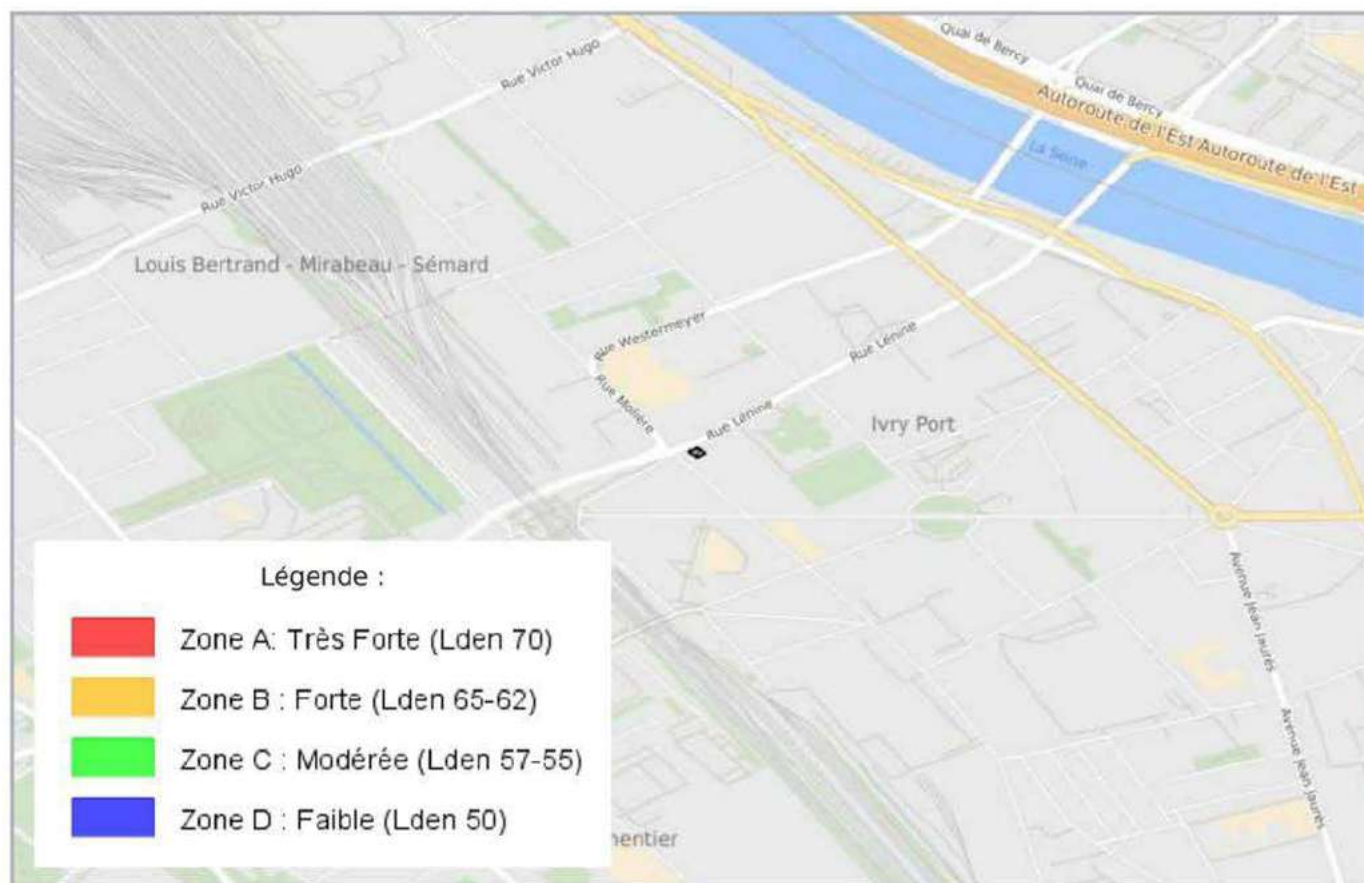 Quai de Bercy
Quai de Bercy
Autoroute de l'Est Autoroute de l'Est
La Seine
Rue Victor Hugo
Rue Victor Hugo
Louis Bertrand - Mirabeau - Sémard
Rue Westermeyer
Rue Molière
Rue Lénine
Rue Lénine
Ivry Port
Avenue Jean Jaurès
Avenue Jean Jaurès
Légende :
Zone A: Très Forte (Lden 70)
Zone B : Forte (Lden 65-62)
Zone C : Modérée (Lden 57-55)
Zone D : Faible (Lden 50)
mentier